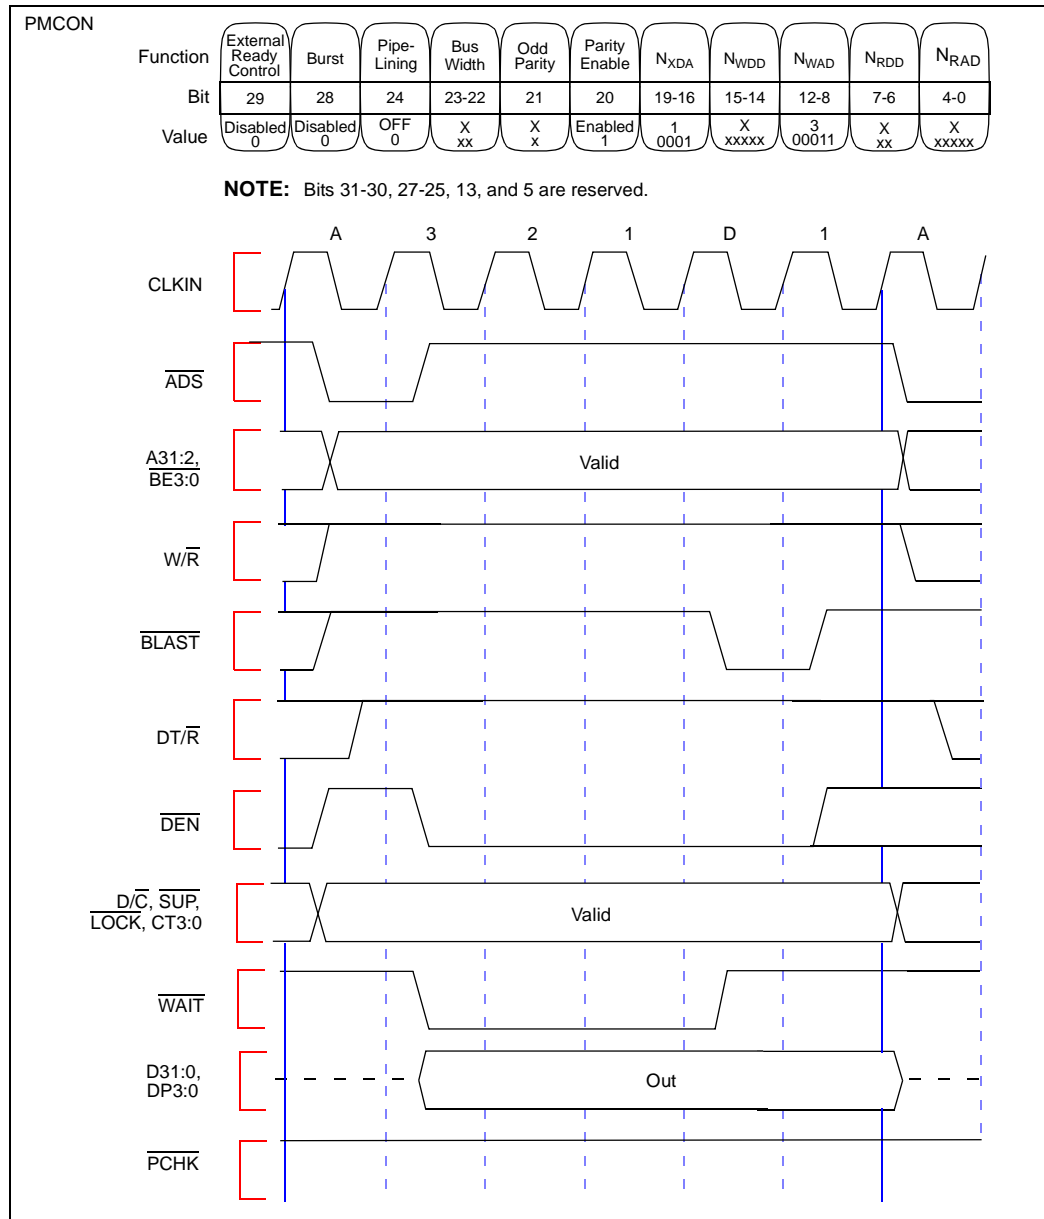 PMCON
Function External Ready Control Burst Pipe-Lining Bus Width Odd Parity Parity Enable NXDA NWDD NWAD NRDD NRAD
Bit 29 28 24 23-22 21 20 19-16 15-14 12-8 7-6 4-0
Value Disabled 0 Disabled 0 OFF 0 X xx X x Enabled 1 1 0001 X xxxxx 3 00011 X xx X xxxxx
NOTE: Bits 31-30, 27-25, 13, and 5 are reserved.
A 3 2 1 D 1 A
CLKIN
ADS
A31:2,
BE3:0
Valid
W/R
BLAST
DT/R
DEN
D/C, SUP,
LOCK, CT3:0
Valid
WAIT
D31:0,
DP3:0
Out
PCHK